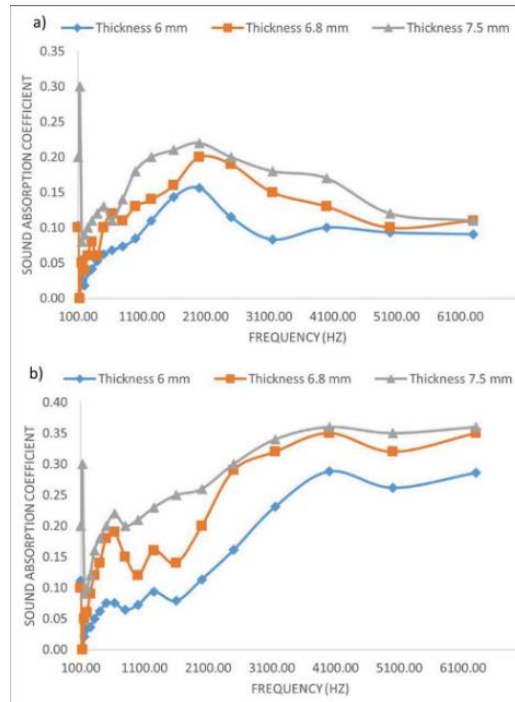 a)
Thickness 6 mm Thickness 6.8 mm Thickness 7.5 mm
SOUND ABSORPTION COEFFICIENT
0.35
0.30
0.25
0.20
0.15
0.10
0.05
0.00
100.00 1100.00 2100.00 3100.00 4100.00 5100.00 6100.00
FREQUENCY (HZ)
b)
Thickness 6 mm Thickness 6.8 mm Thickness 7.5 mm
SOUND ABSORPTION COEFFICIENT
0.40
0.35
0.30
0.25
0.20
0.15
0.10
0.05
0.00
100.00 1100.00 2100.00 3100.00 4100.00 5100.00 6100.00
FREQUENCY (HZ)